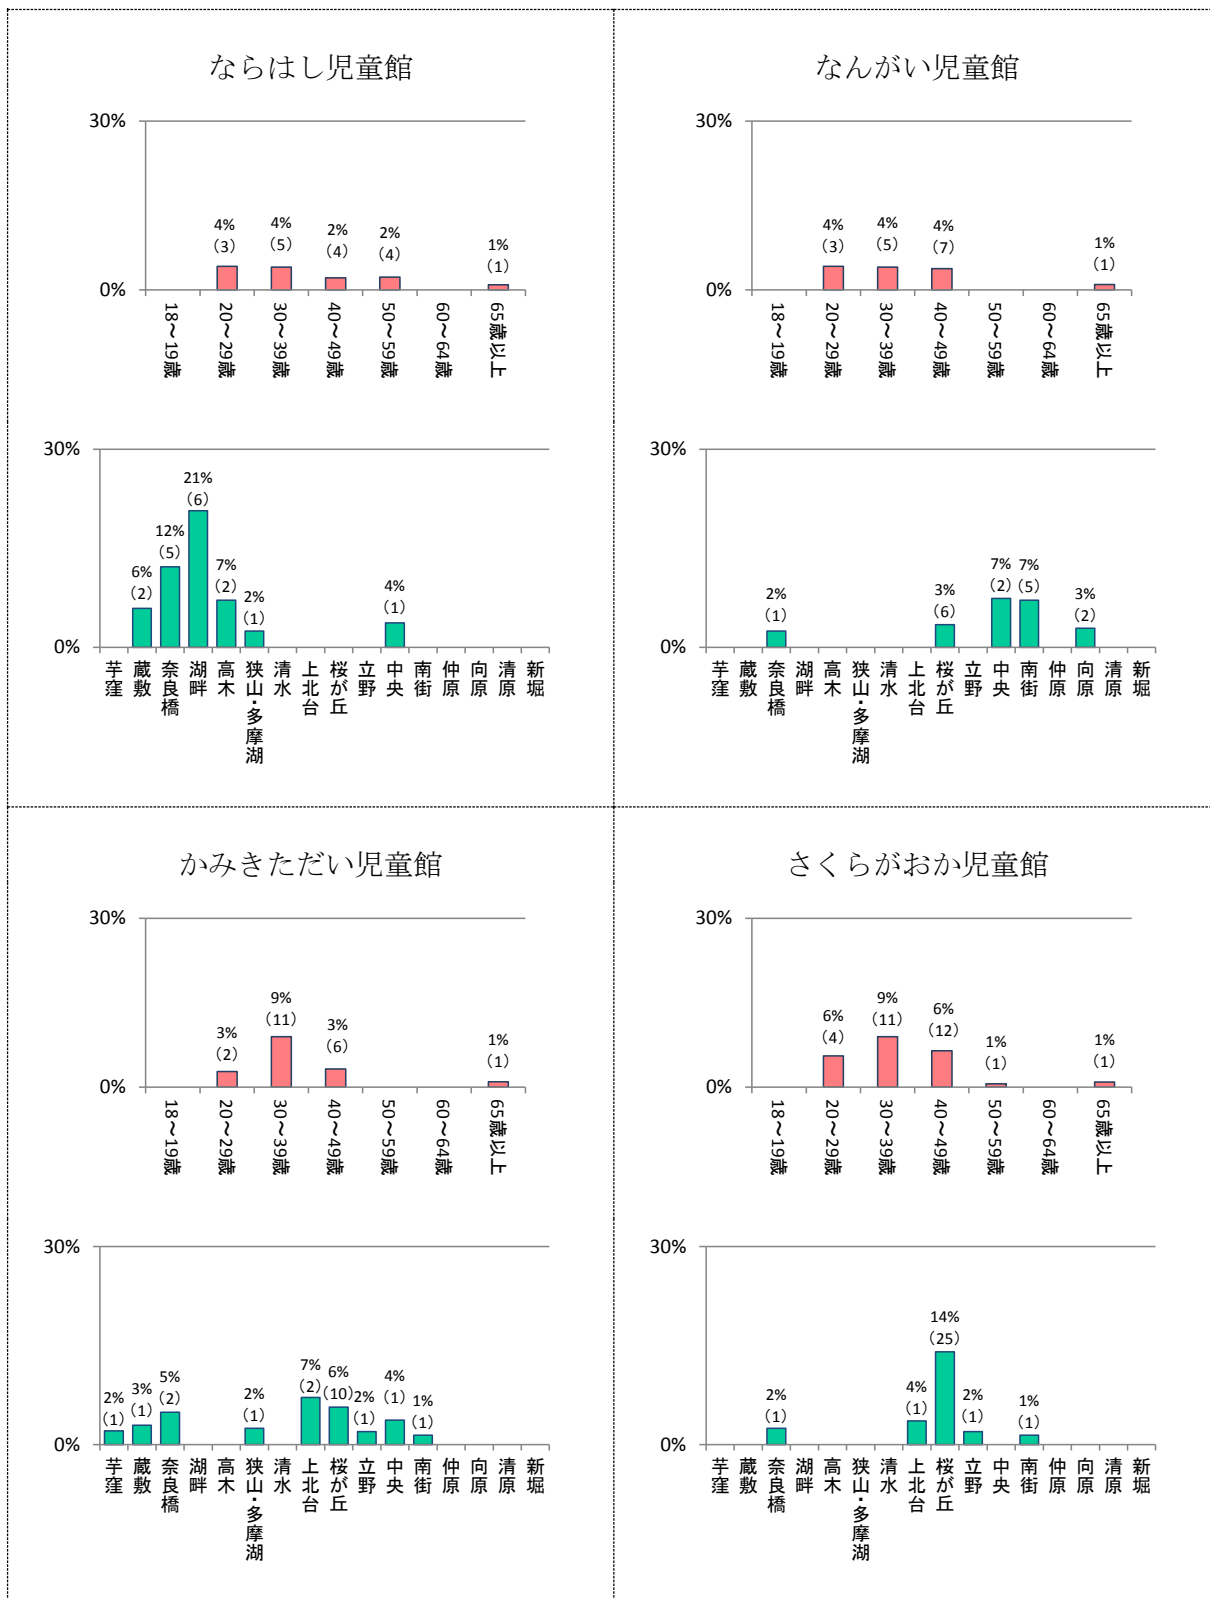 ならはし児童館
30%
4% 4% 2% 2% 1%
(3) (5) (4) (4) (1)
0%
18～19歳 20～29歳 30～39歳 40～49歳 50～59歳 60～64歳 65歳以上
30%
6% 12% 21% 7% 2% 4%
(2) (5) (6) (2) (1) (1)
0%
芋窪 蔵敷 奈良橋 湖畔 高木 狭山・多摩湖 清水 上北台 桜が丘 立野 中央 南街 仲原 向原 清原 新堀
なんがい児童館
30%
4% 4% 4% 1%
(3) (5) (7) (1)
0%
18～19歳 20～29歳 30～39歳 40～49歳 50～59歳 60～64歳 65歳以上
30%
2% 3% 7% 7% 3%
(1) (6) (2) (5) (2)
0%
芋窪 蔵敷 奈良橋 湖畔 高木 狭山・多摩湖 清水 上北台 桜が丘 立野 中央 南街 仲原 向原 清原 新堀
かみきただい児童館
30%
3% 9% 3% 1%
(2) (11) (6) (1)
0%
18～19歳 20～29歳 30～39歳 40～49歳 50～59歳 60～64歳 65歳以上
30%
2% 3% 5% 2% 7% 6% 2% 4% 1%
(1) (1) (2) (1) (2) (10) (1) (1) (1)
0%
芋窪 蔵敷 奈良橋 湖畔 高木 狭山・多摩湖 清水 上北台 桜が丘 立野 中央 南街 仲原 向原 清原 新堀
さくらがおか児童館
30%
6% 9% 6% 1% 1%
(4) (11) (12) (1) (1)
0%
18～19歳 20～29歳 30～39歳 40～49歳 50～59歳 60～64歳 65歳以上
30%
2% 4% 14% 2% 1%
(1) (1) (25) (1) (1)
0%
芋窪 蔵敷 奈良橋 湖畔 高木 狭山・多摩湖 清水 上北台 桜が丘 立野 中央 南街 仲原 向原 清原 新堀